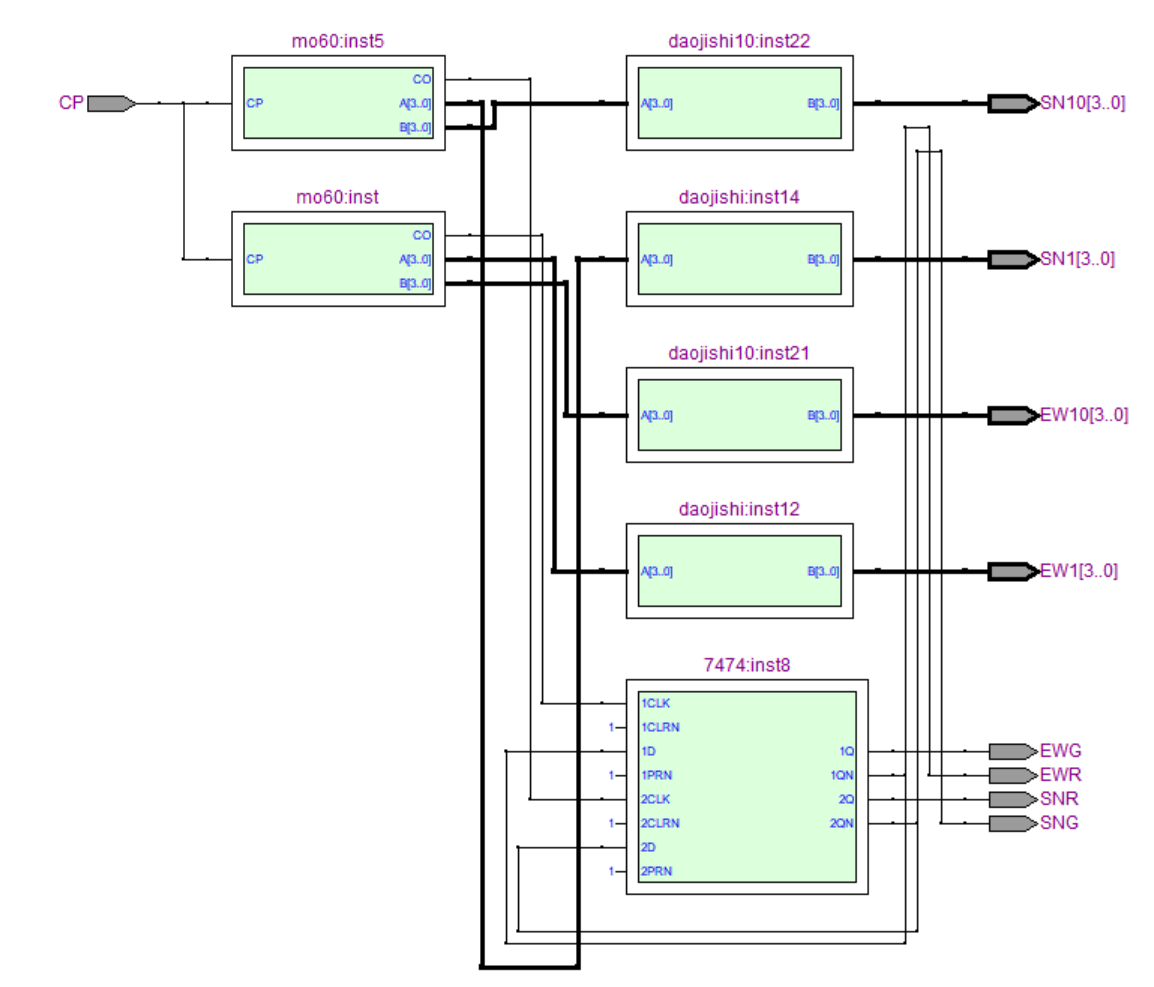 mo60:inst5
CP
CP
CO
A[3..0]
B[3..0]
daojishi10:inst22
A[3..0]
B[3..0]
SN10[3..0]
mo60:inst
CP
CO
A[3..0]
B[3..0]
daojishi:inst14
A[3..0]
B[3..0]
SN1[3..0]
daojishi10:inst21
A[3..0]
B[3..0]
EW10[3..0]
daojishi:inst12
A[3..0]
B[3..0]
EW1[3..0]
7474:inst8
1CLK
1 1CLRN
1D
1 1PRN
2CLK
1 2CLRN
2D
1 2PRN
1Q
1QN
2Q
2QN
EWG
EWR
SNR
SNG